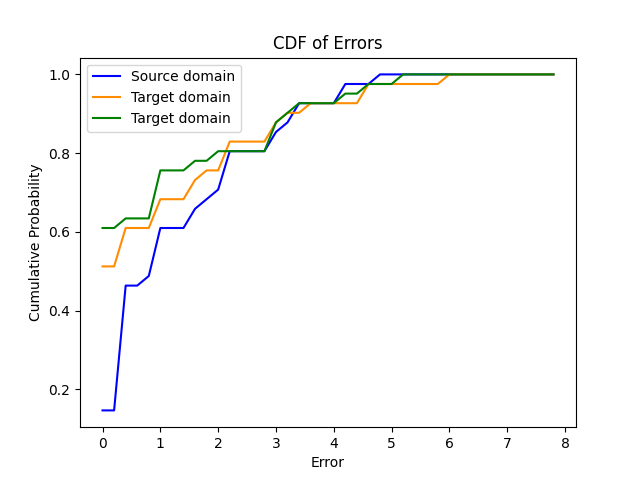 CDF of Errors
Source domain
Target domain
Target domain
Cumulative Probability
1.0
0.8
0.6
0.4
0.2
0 1 2 3 4 5 6 7 8
Error